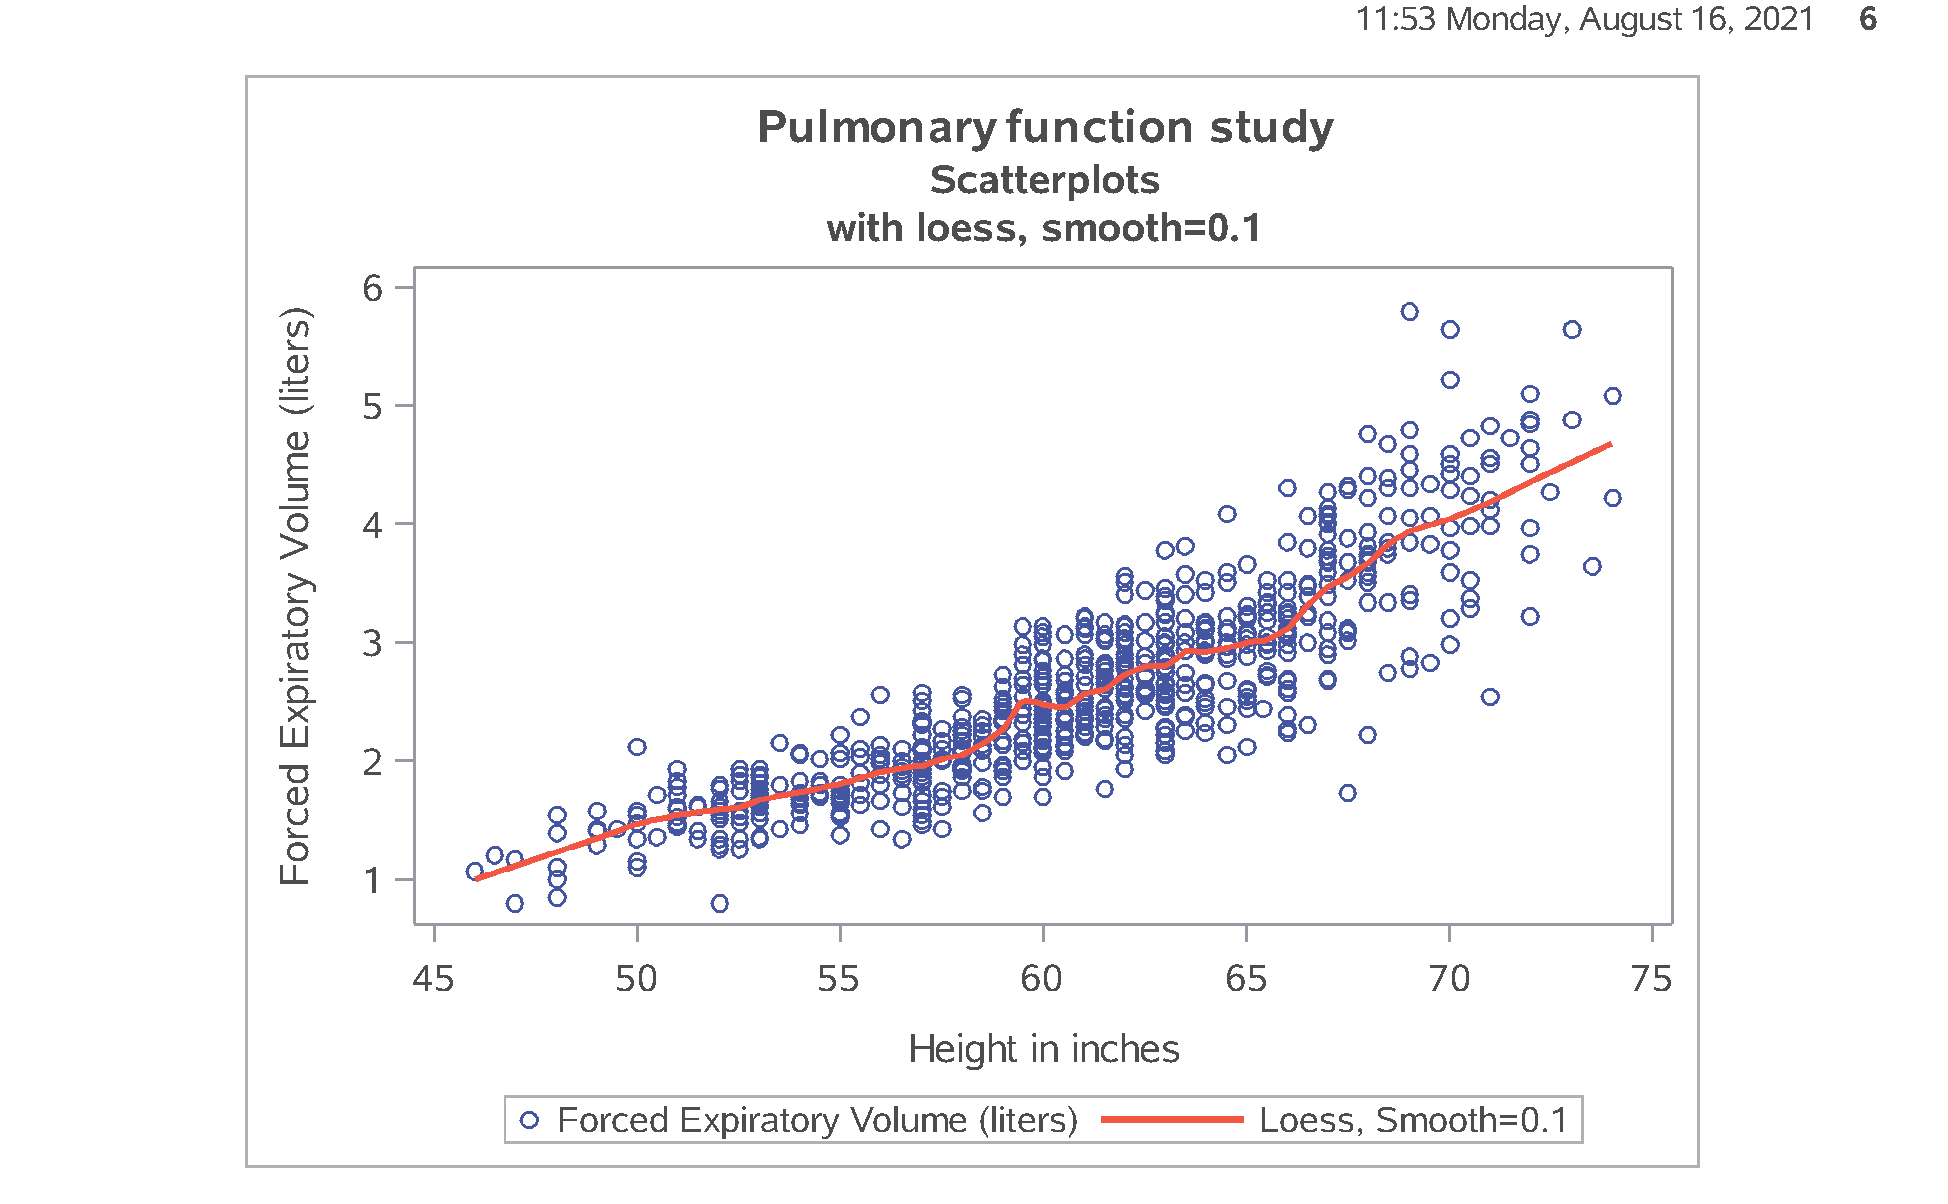 11:53 Monday, August 16, 2021 6
Pulmonary function study
Scatterplots
with loess, smooth=0.1
Forced Expiratory Volume (liters)
6
5
4
3
2
1
45 50 55 60 65 70 75
Height in inches
Forced Expiratory Volume (liters) Loess, Smooth=0.1